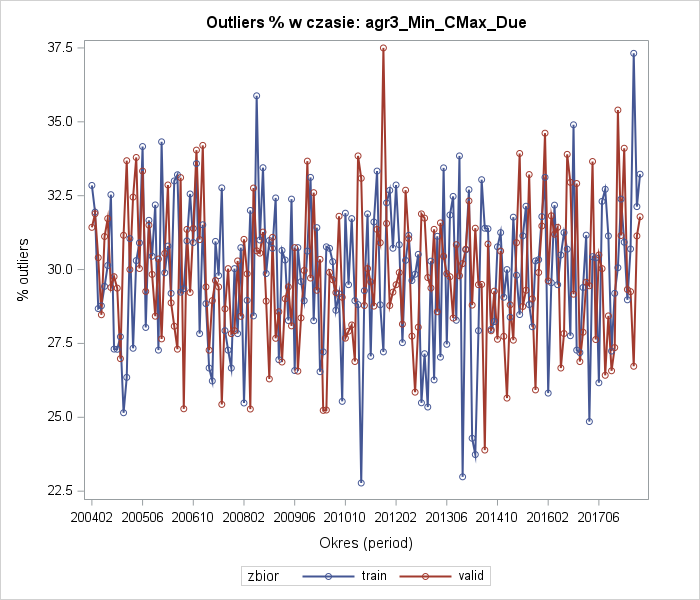 Outliers % w czasie: agr3_Min_CMax_Due
37.5
35.0
32.5
30.0
27.5
25.0
22.5
% outliers
200402 200506 200610 200802 200906 201010 201202 201306 201410 201602 201706
Okres (period)
zbior train valid